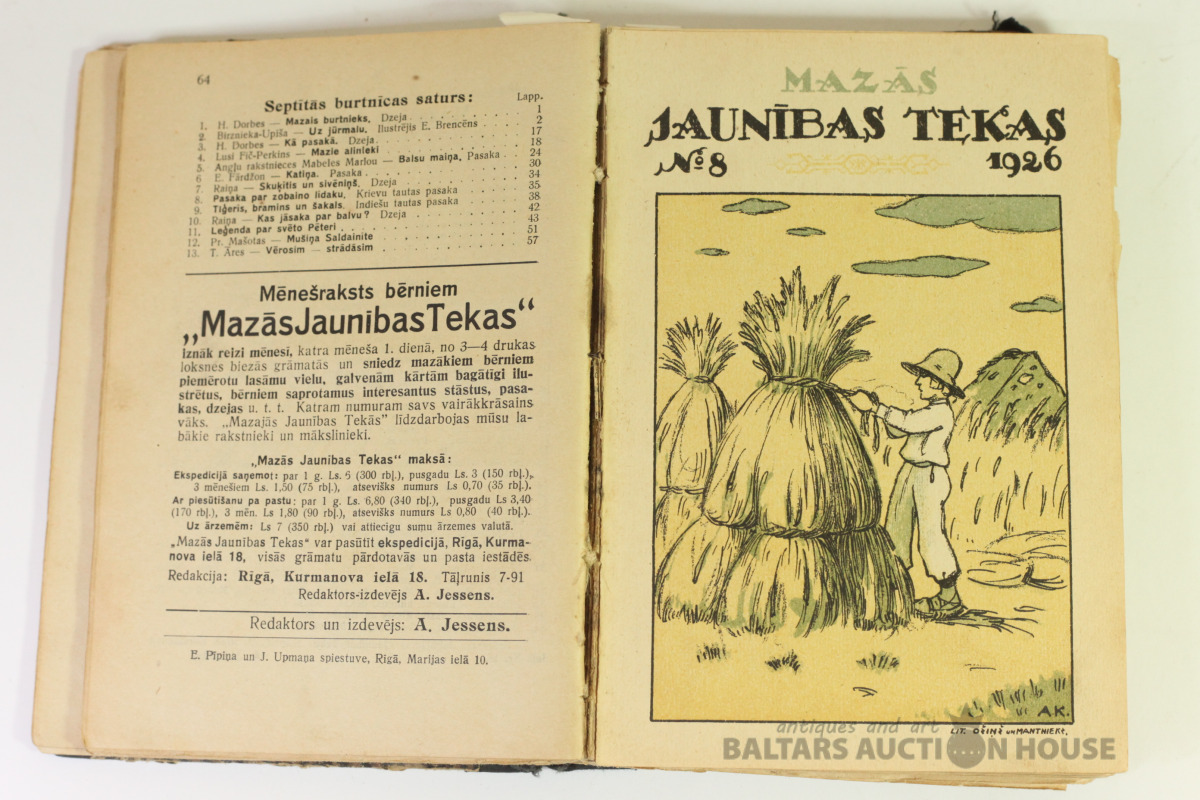 64
Septītās burtnīcas saturs: Lapp.
1. H. Dorbes — Mazais burtnieks. Dzeja 1
2. Birznieka-Upiša — Uz jūrmalu. Ilustrējis E. Brencēns 2
3. H. Dorbes — Kā pasakā. Dzeja 17
4. Lusi Fič-Perkins — Mazie alinieki 18
5. Angļu rakstnieces Mabeles Marlou — Balsu maiņa, Pasaka 24
6 E. Fārdžon — Katiņa. Pasaka 30
7. Raiņa — Skuķītis un sivēniņš. Dzeja 34
8. Pasaka par zobaino līdaku. Krievu tautas pasaka 35
9. Tīģeris, bramins un šakals. Indiešu tautas pasaka 38
10. Raiņa — Kas jāsaka par balvu? Dzeja 42
11. Leģenda par svēto Pēteri 43
12. Pr. Mašotas — Mušiņa Saldainīte 51
13. T. Āres — Vērosim — strādāsim 57
Mēnešraksts bērniem
„Mazās Jaunības Tekas“
iznāk reizi mēnesī, katra mēneša 1. dienā, no 3—4 drukas
loksnes biezās grāmatās un sniedz mazākiem bērniem
piemērotu lasāmu vielu, galvenām kārtām bagātīgi ilu-
strētus, bērniem saprotamus interesantus stāstus, pasa-
kas, dzejas u. t. t. Katram numuram savs vairākkrāsains
vāks. „Mazajās Jaunības Tekās” līdzdarbojas mūsu la-
bākie rakstnieki un mākslinieki.
„Mazās Jaunības Tekas“ maksā:
Ekspedīcijā saņemot: par 1 g. Ls. 6 (300 rbļ.), pusgadu Ls. 3 (150 rbļ.),
3 mēnešiem Ls. 1,50 (75 rbļ.), atsevišks numurs Ls 0,70 (35 rbļ.).
Ar piesūtīšanu pa pastu: par 1 g. Ls. 6,80 (340 rbļ.), pusgadu Ls 3,40
(170 rbļ.), 3 mēn. Ls 1,80 (90 rbļ.), atsevišks numurs Ls 0,80 (40 rbļ.).
Uz ārzemēm: Ls 7 (350 rbļ.) vai attiecīgu sumu ārzemes valutā.
„Mazās Jaunības Tekas“ var pasūtīt ekspedīcijā, Rīgā, Kurma-
nova ielā 18, visās grāmatu pārdotavās un pasta iestādēs.
Redakcija: Rīgā, Kurmanova ielā 18. Tāļrunis 7-91
Redaktors-izdevējs A. Jessens.
Redaktors un izdevējs: A. Jessens.
E. Pīpiņa un J. Upmaņa spiestuve, Rīgā, Marijas ielā 10.
MAZĀS
JAUNĪBAS TEKAS
№ 8 1926
AK.
antiques and art
BALTARS AUCTION HOUSE